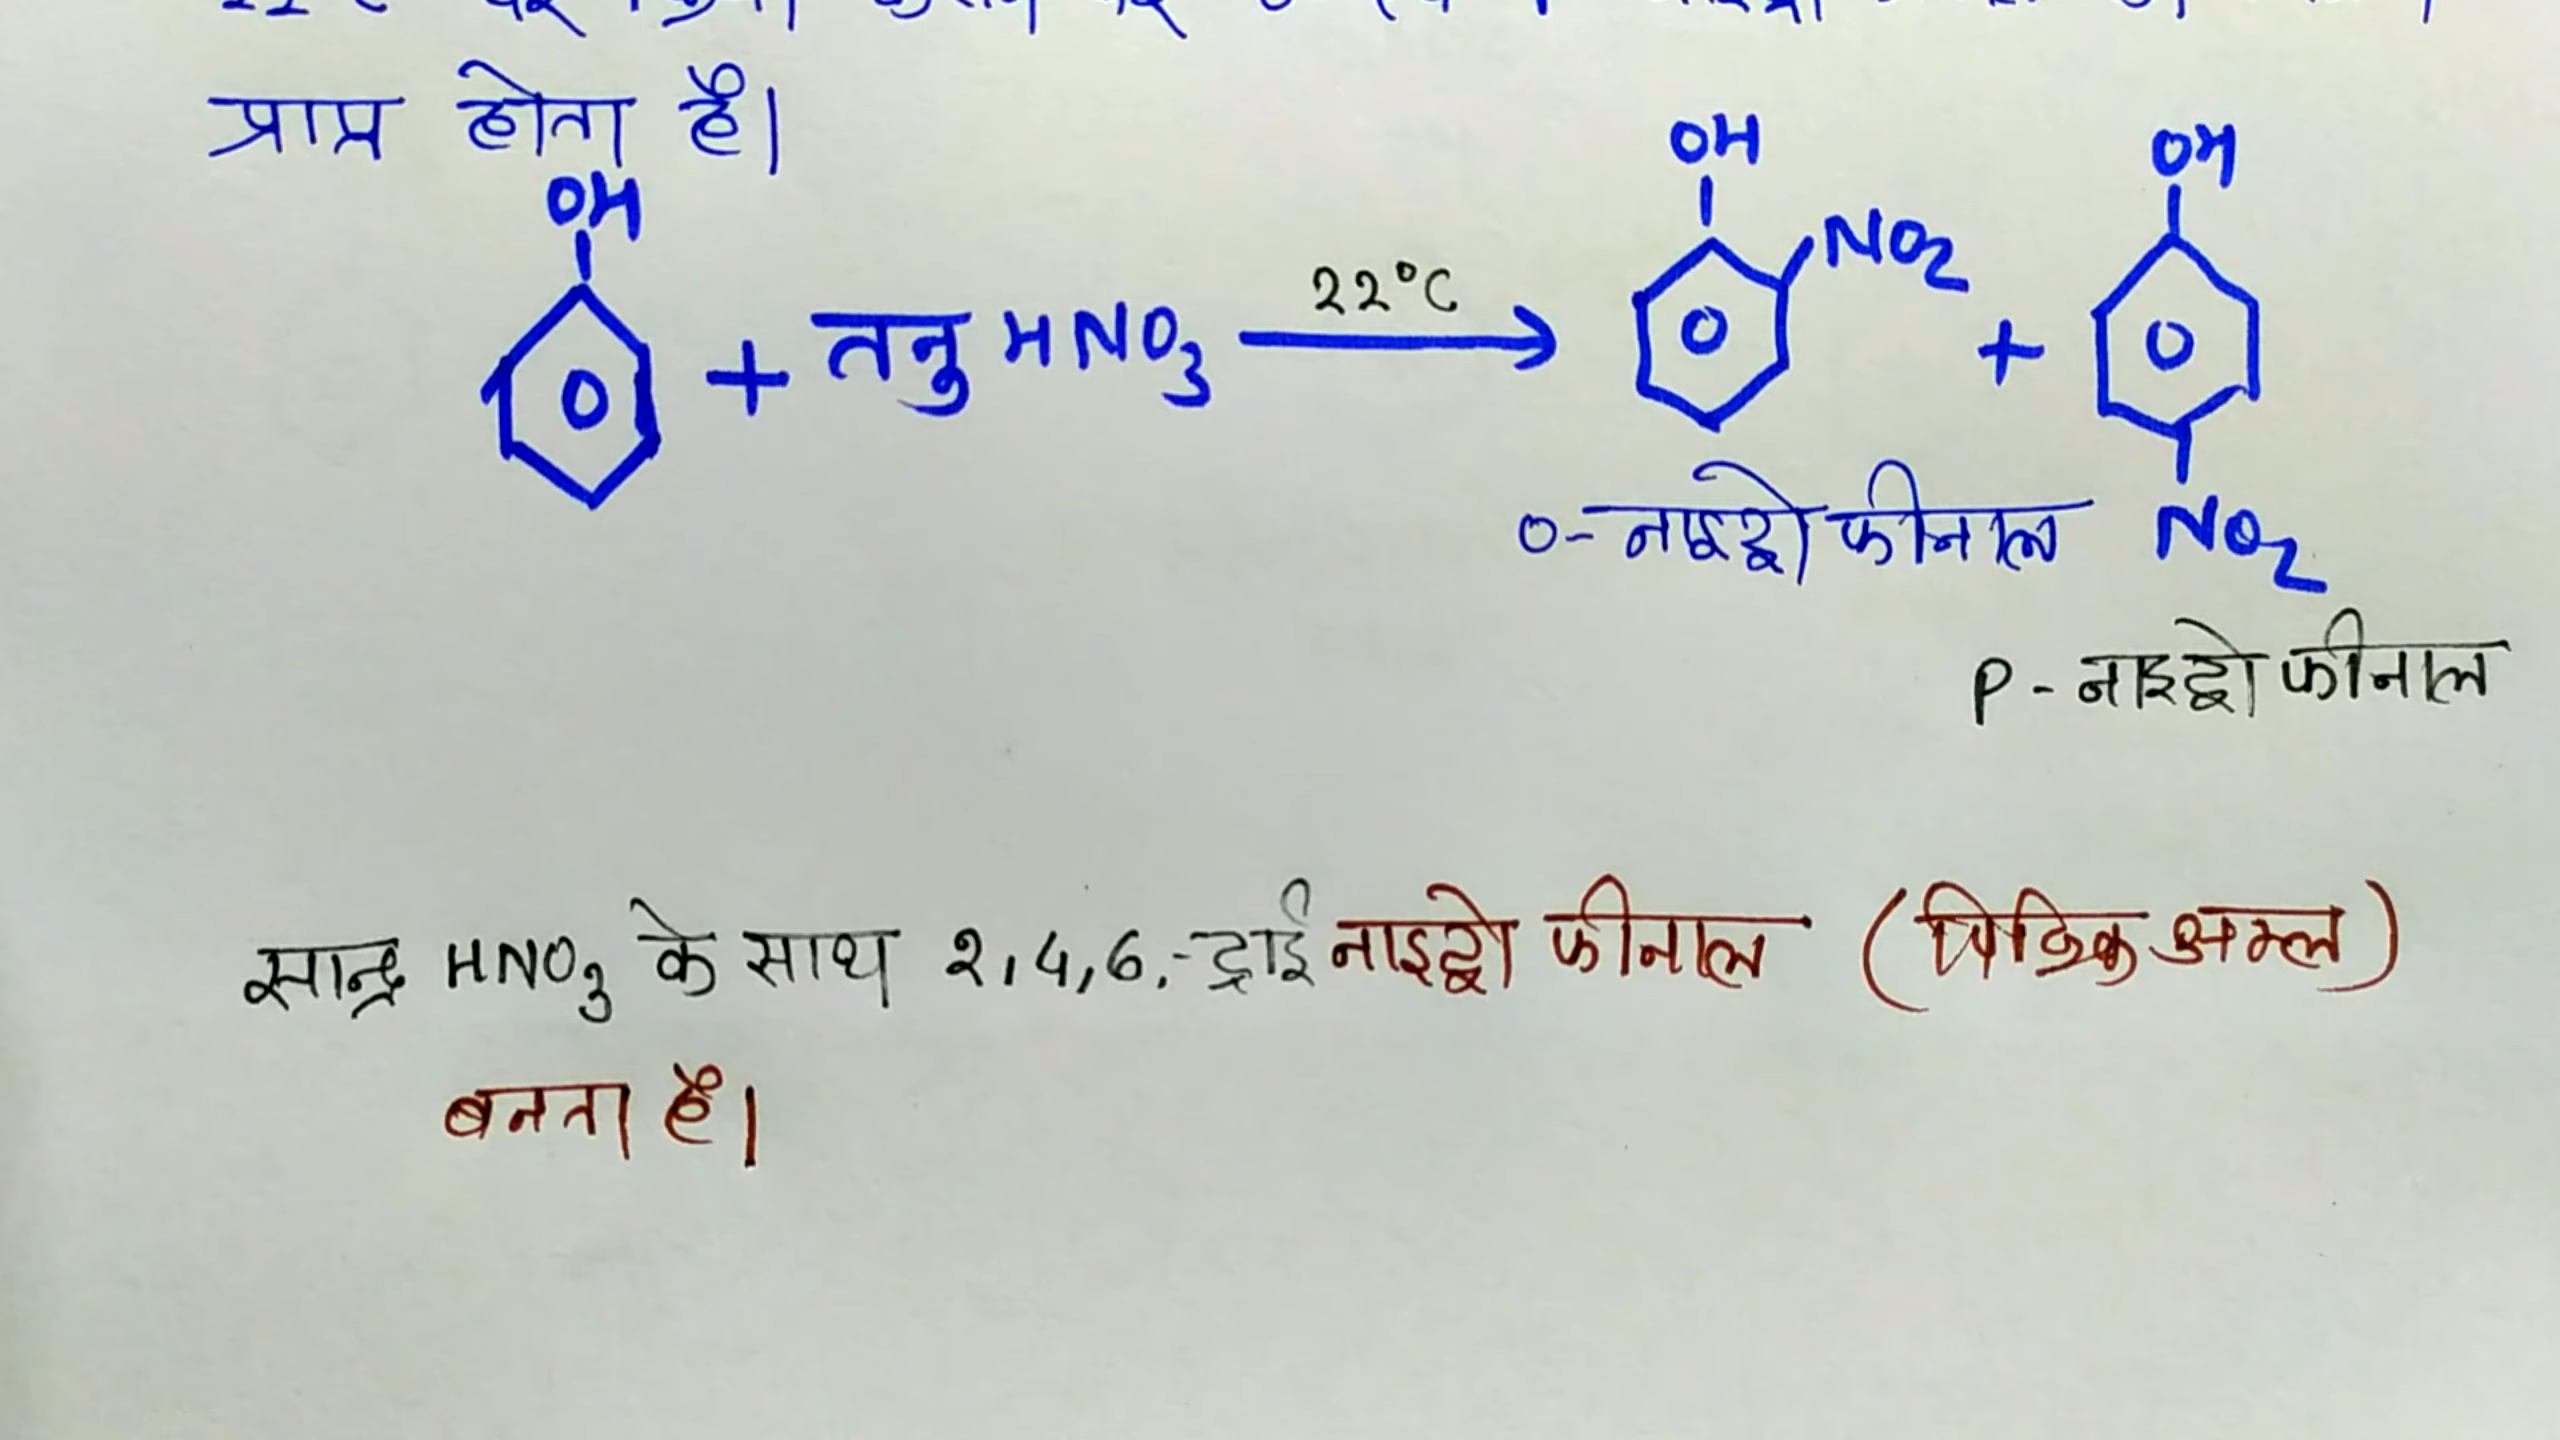 प्राप्त होता है।
OH
OH
OH
NO2
+ तनु HNO3
22°C
+
o-नाइट्रो फीनाल
NO2
P - नाइट्रो फीनाल
सान्द्र HNO3 के साथ 2,4,6,-ट्राई नाइट्रो फीनाल (पिक्रिक अम्ल)
बनता है।